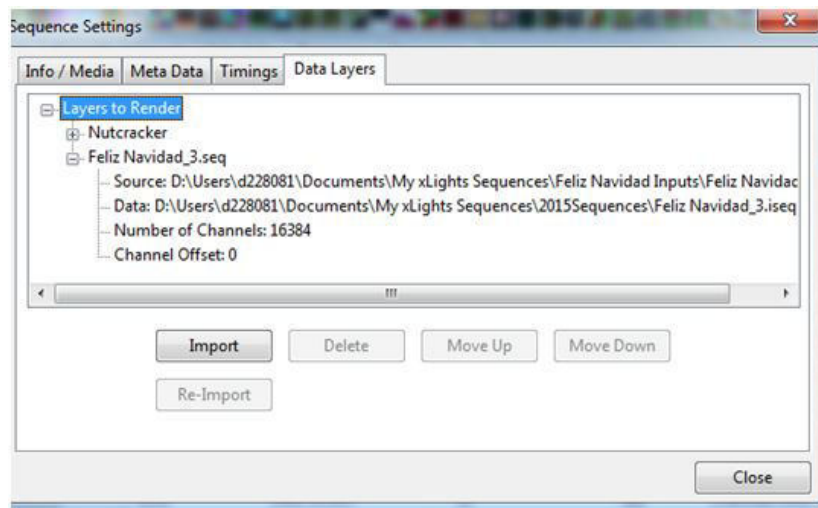 Sequence Settings
Info / Media Meta Data Timings Data Layers
Layers to Render
Nutcracker
Feliz Navidad_3.seq
Source: D:\Users\d228081\Documents\My xLights Sequences\Feliz Navidad Inputs\Feliz Navidac
Data: D:\Users\d228081\Documents\My xLights Sequences\2015Sequences\Feliz Navidad_3.iseq
Number of Channels: 16384
Channel Offset: 0
Import Delete Move Up Move Down
Re-Import
Close